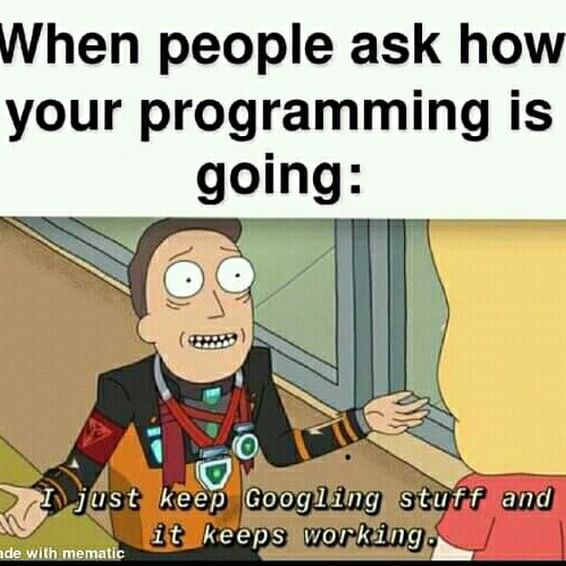 When people ask how
your programming is
going:
I just keep Googling stuff and
it keeps working.
ade with mematic